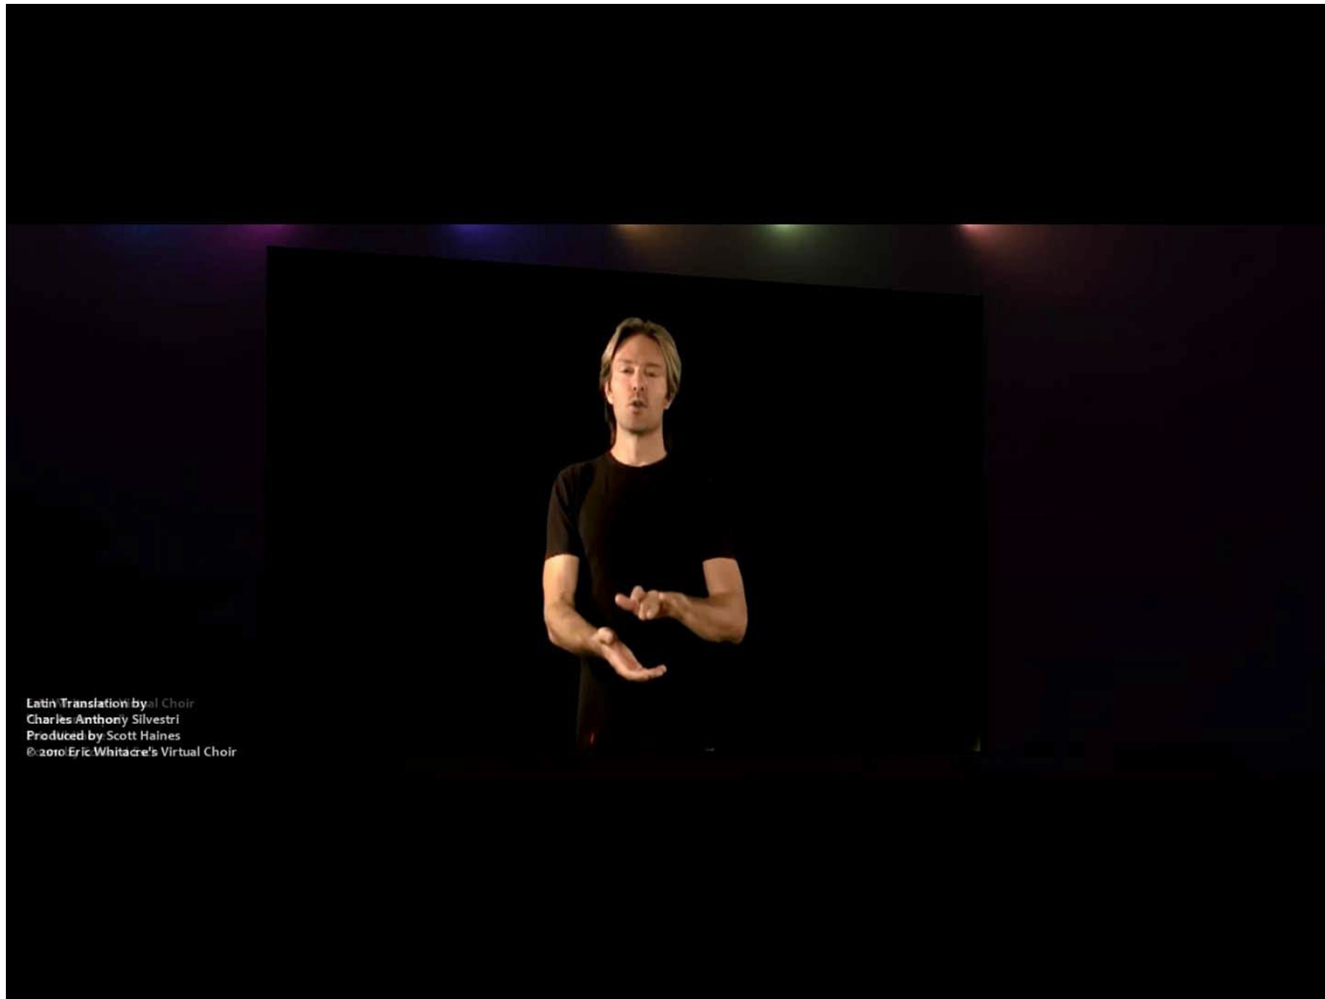 Latin Translation by
Charles Anthony Silvestri
Produced by Scott Haines
© 2010 Eric Whitacre's Virtual Choir